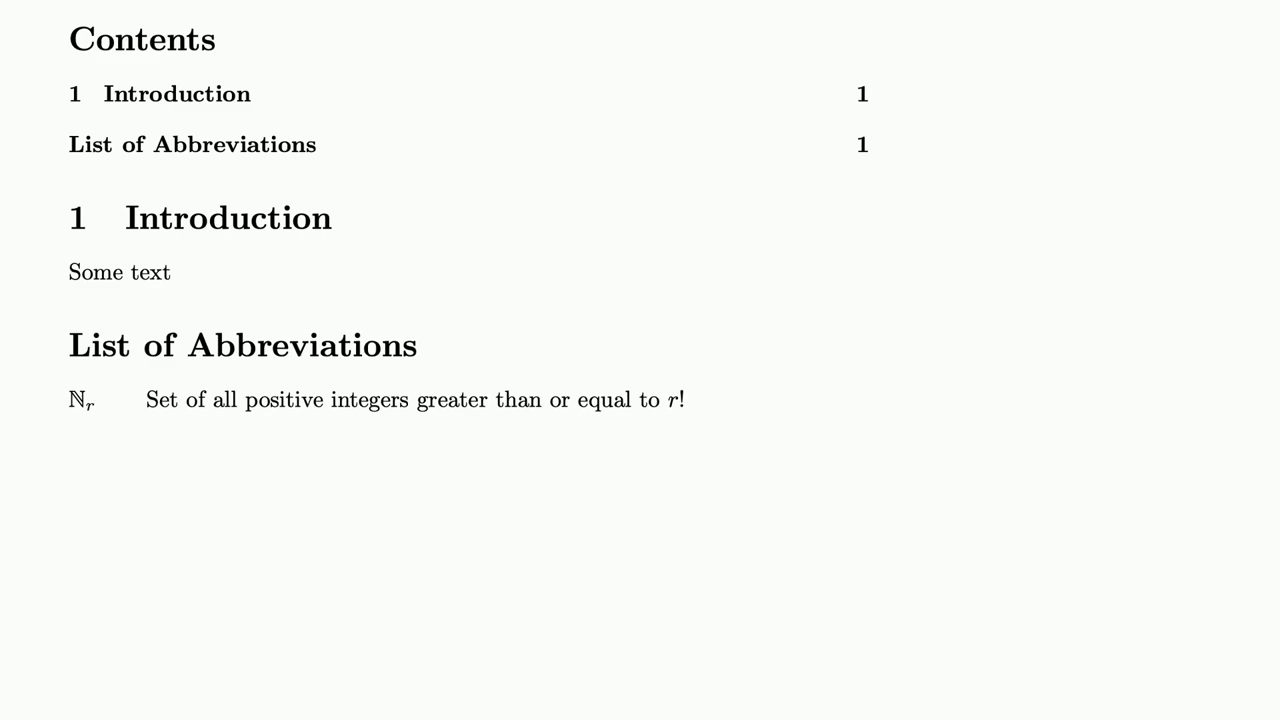 Contents
1 Introduction 1
List of Abbreviations 1
1 Introduction
Some text
List of Abbreviations
ℕᵣ Set of all positive integers greater than or equal to r!